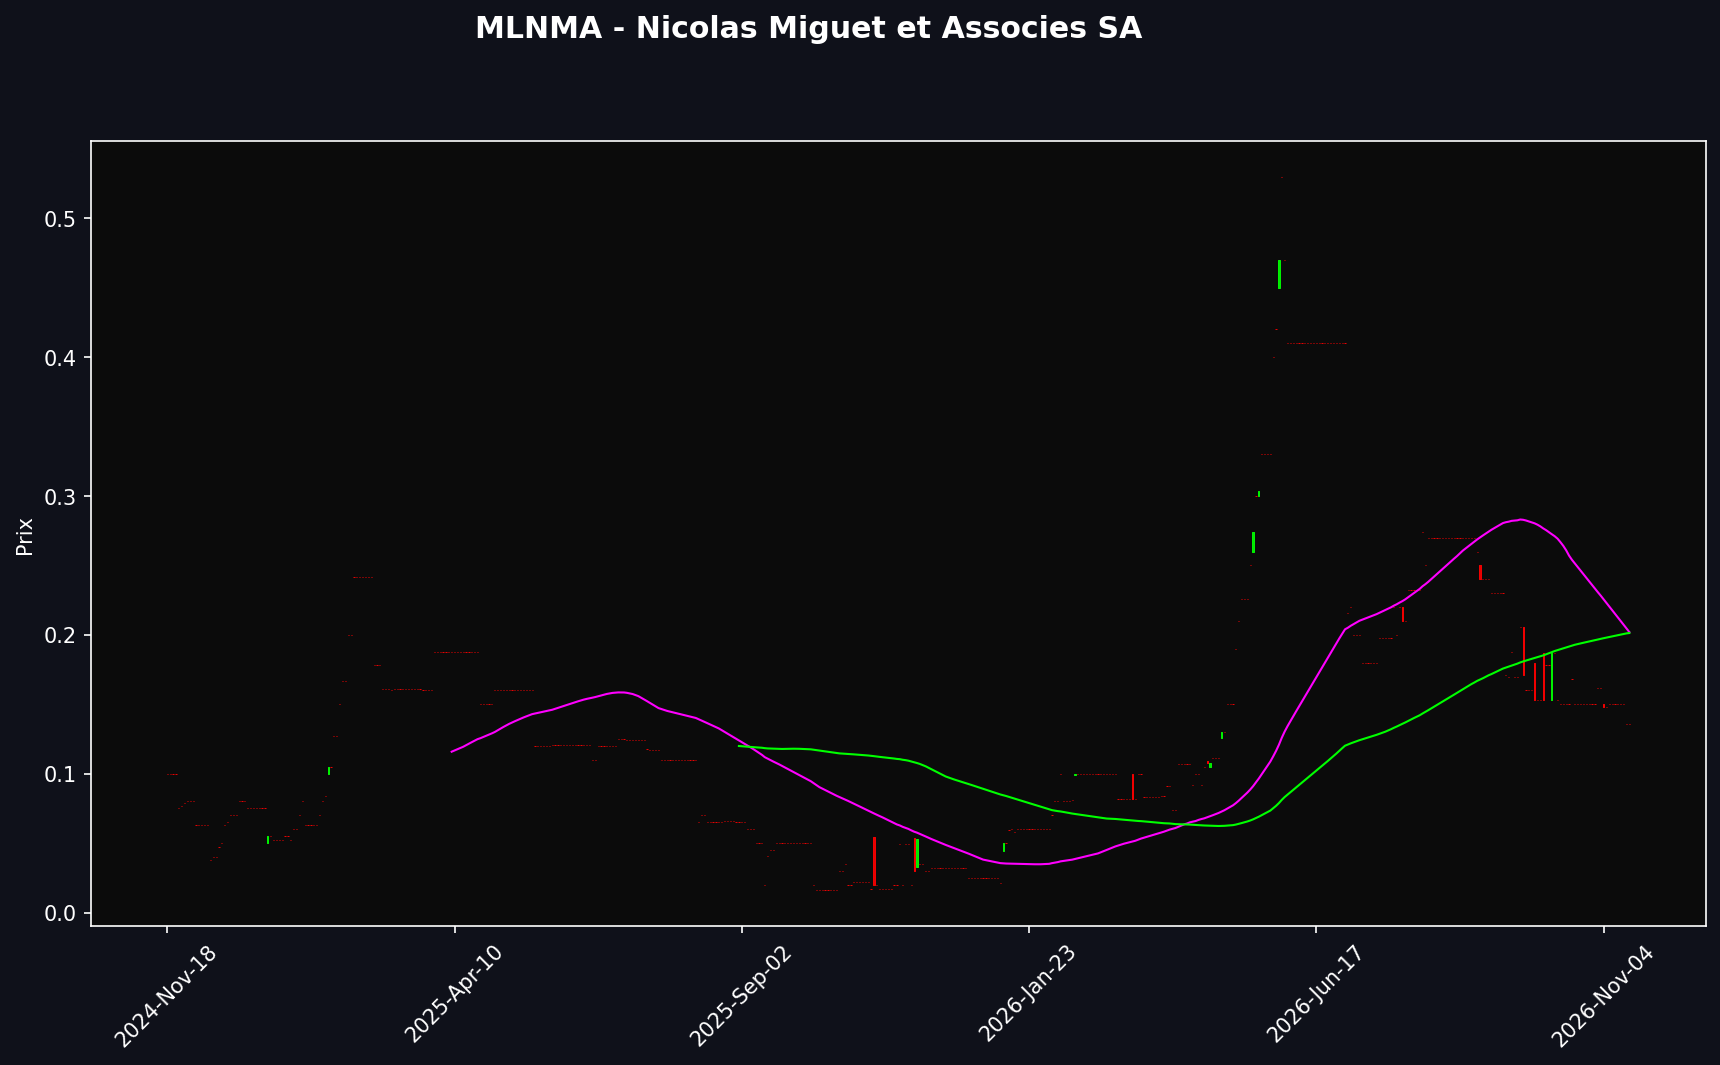 MLNMA - Nicolas Miguet et Associes SA
Prix
0.5
0.4
0.3
0.2
0.1
0.0
2024-Nov-18
2025-Apr-10
2025-Sep-02
2026-Jan-23
2026-Jun-17
2026-Nov-04